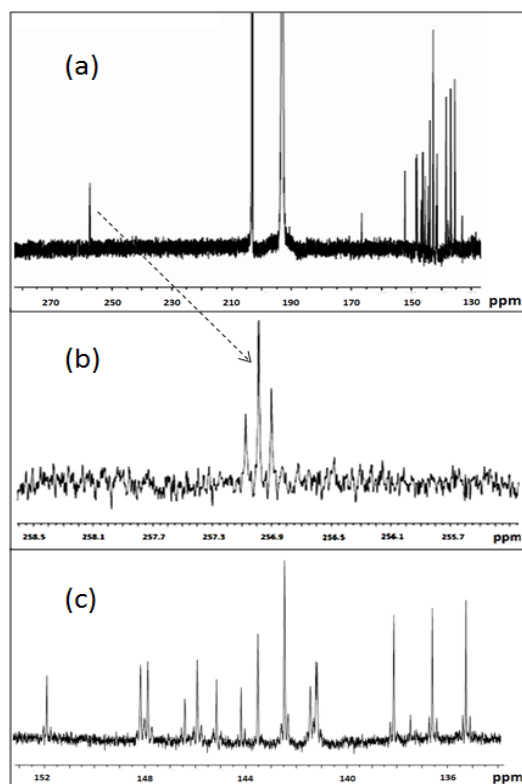 (a)
270 250 230 210 190 170 150 130 ppm
(b)
258.5 258.1 257.7 257.3 256.9 256.5 256.1 255.7 ppm
(c)
152 148 144 140 136 ppm